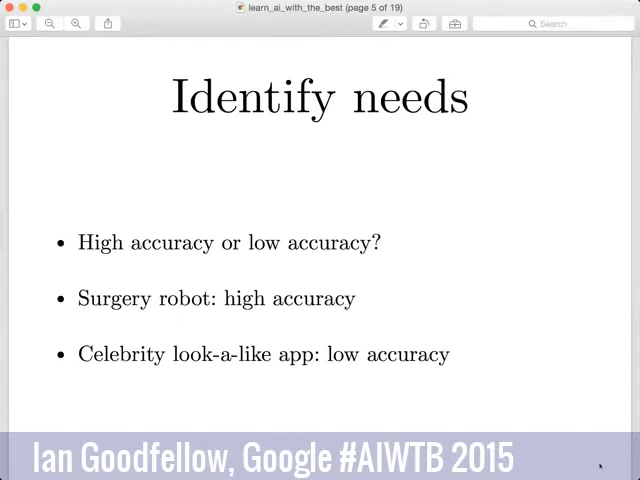 learn_ai_with_the_best (page 5 of 19)
Search
Identify needs
• High accuracy or low accuracy?
• Surgery robot: high accuracy
• Celebrity look-a-like app: low accuracy
Ian Goodfellow, Google #AIWTB 2015